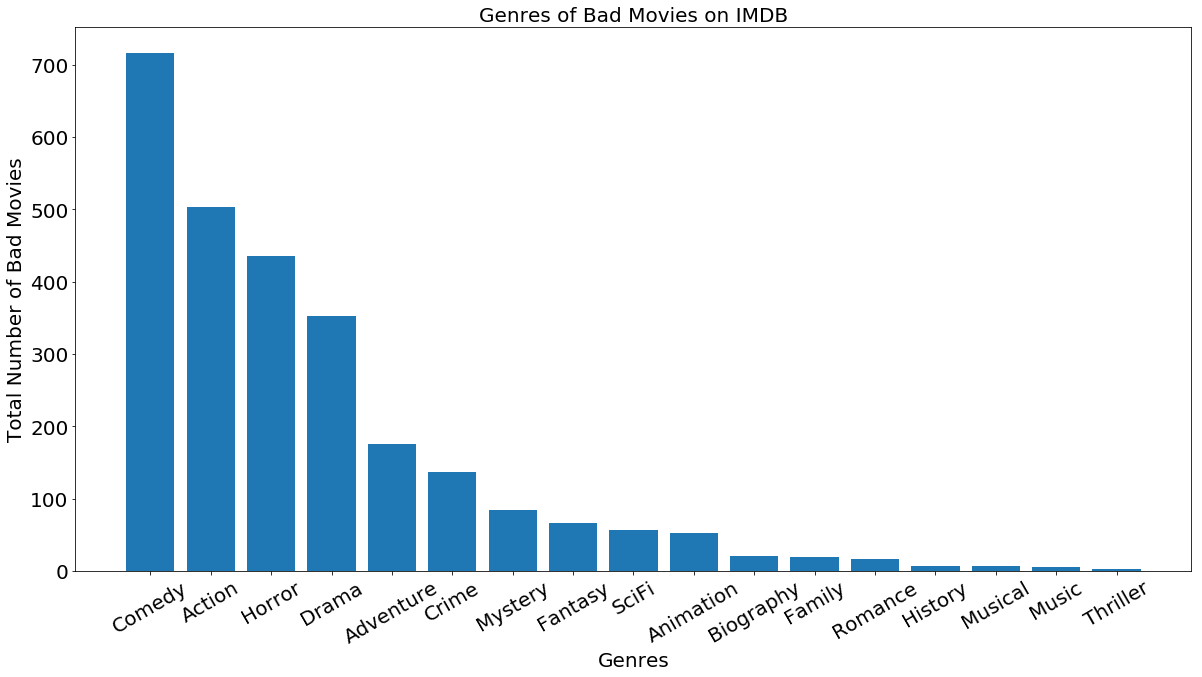 Genres of Bad Movies on IMDB
Total Number of Bad Movies
700
600
500
400
300
200
100
0
Comedy
Action
Horror
Drama
Adventure
Crime
Mystery
Fantasy
SciFi
Animation
Biography
Family
Romance
History
Musical
Music
Thriller
Genres